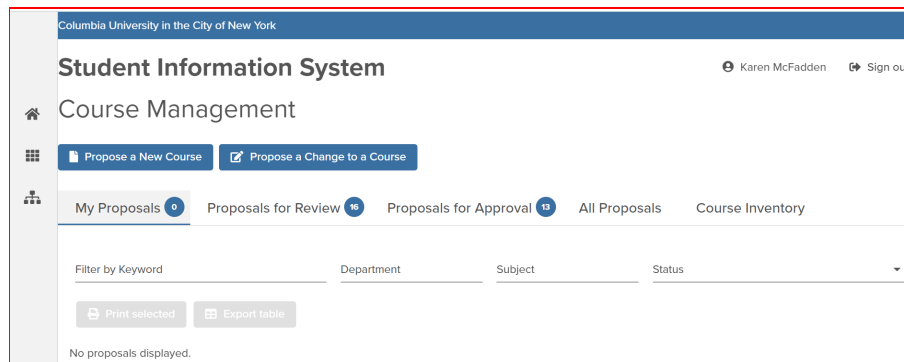 Columbia University in the City of New York
Student Information System
Karen McFadden Sign ou
Course Management
Propose a New Course Propose a Change to a Course
My Proposals 0 Proposals for Review 16 Proposals for Approval 13 All Proposals Course Inventory
Filter by Keyword Department Subject Status
Print selected Export table
No proposals displayed.